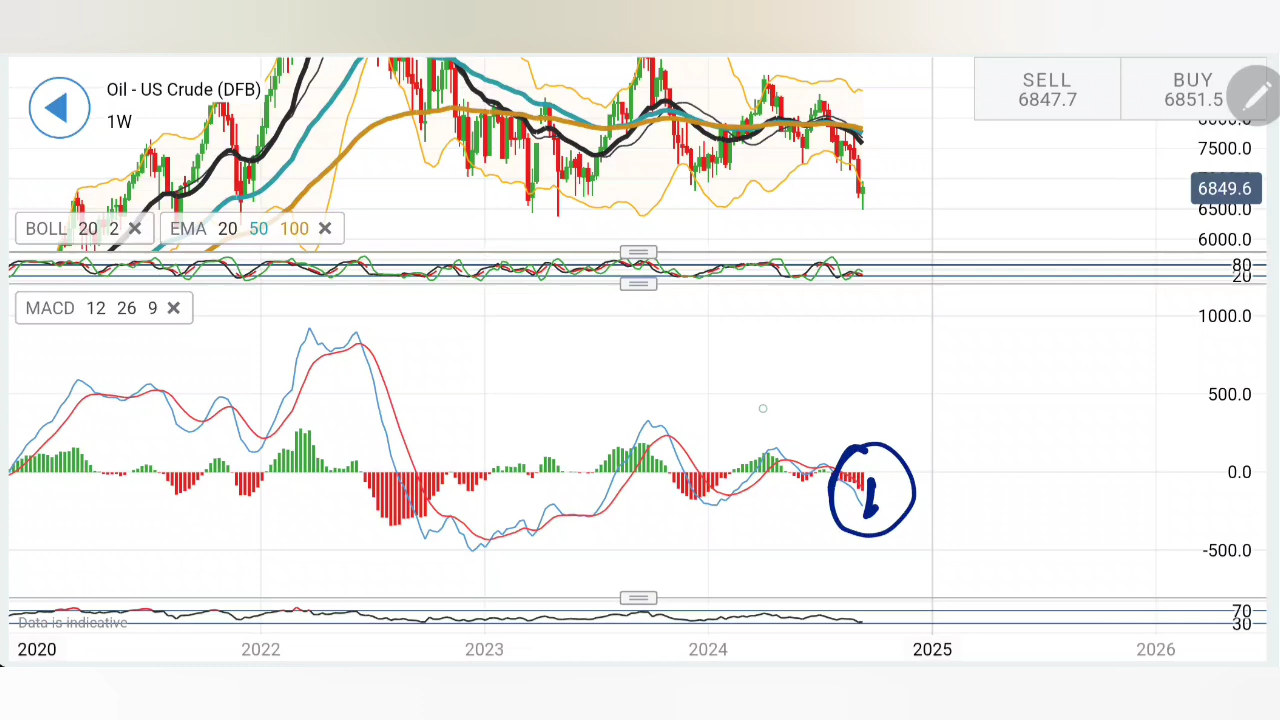 Oil - US Crude (DFB)
1W
SELL
6847.7
BUY
6851.5
7500.0
6849.6
6500.0
6000.0
BOLL 20 2
EMA 20 50 100
80
20
MACD 12 26 9
1000.0
500.0
0.0
-500.0
70
30
Data is indicative
2020 2022 2023 2024 2025 2026